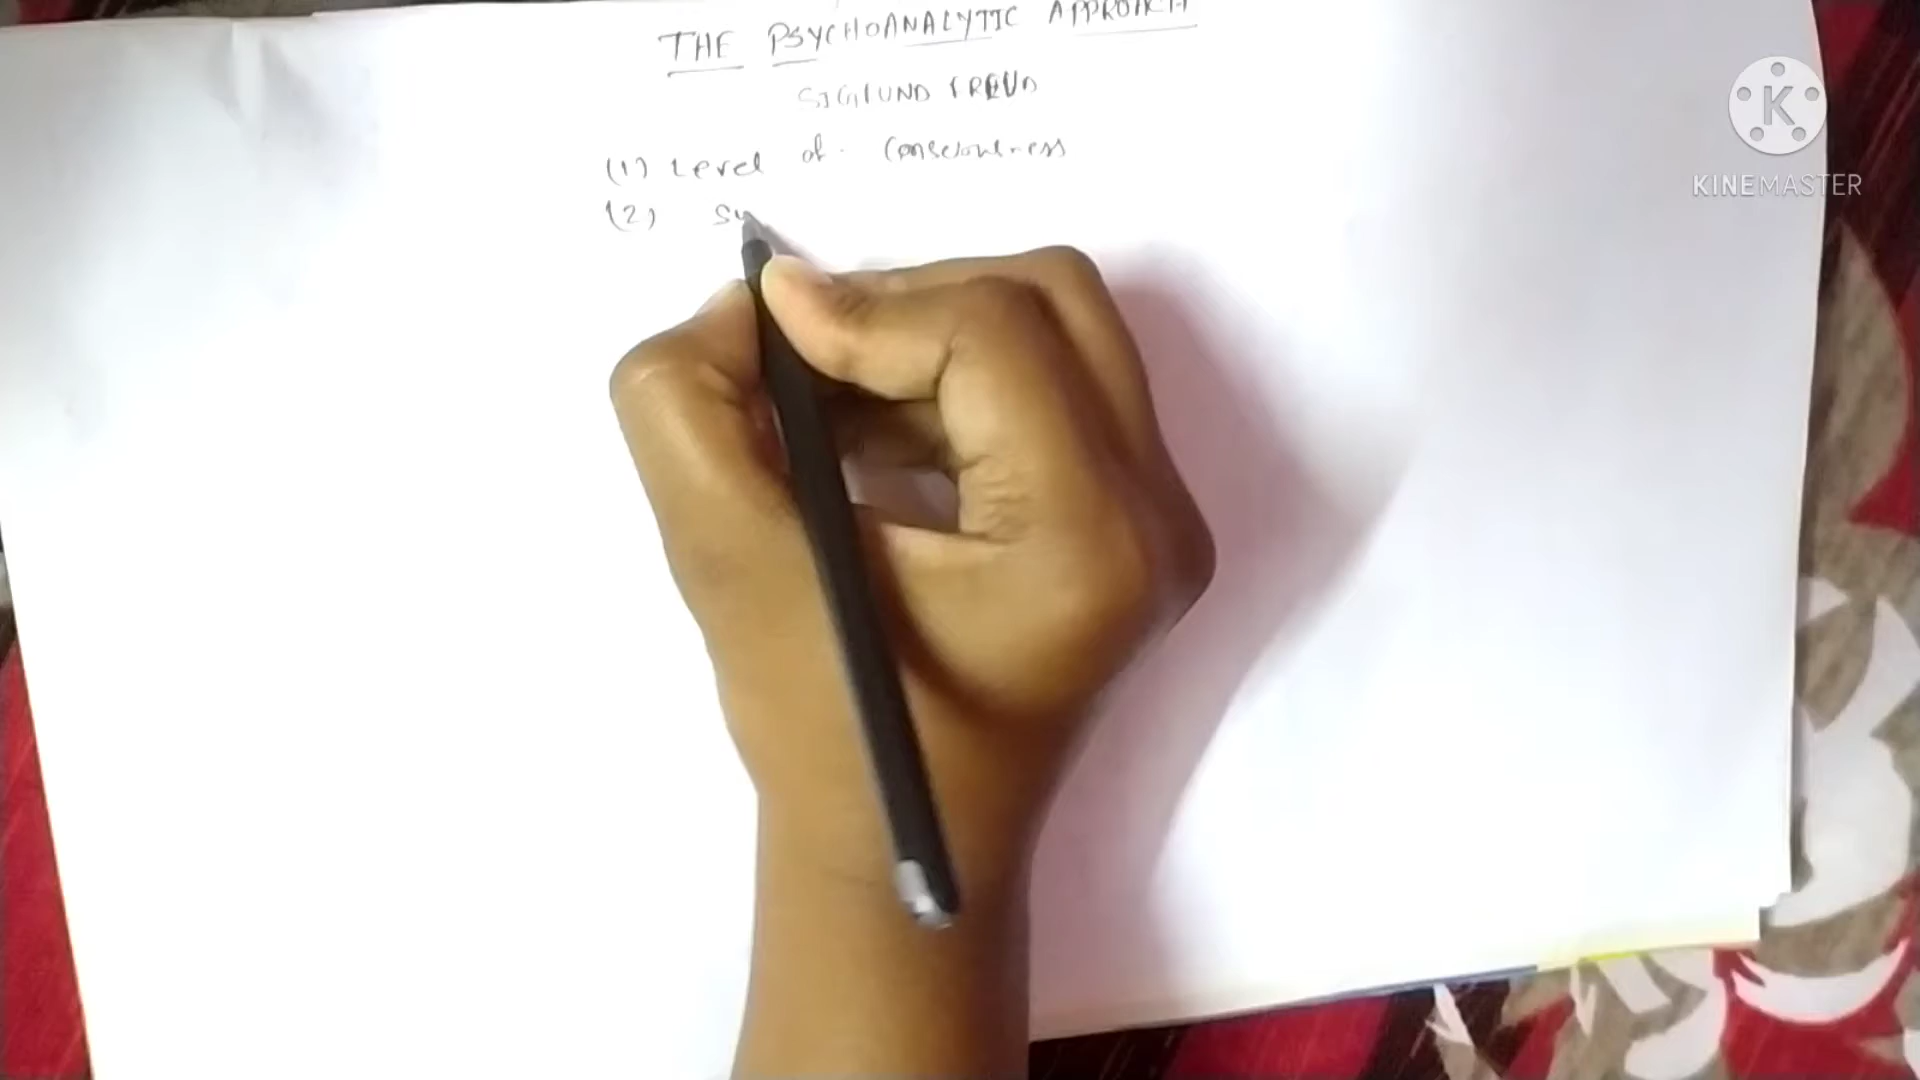 THE PSYCHOANALYTIC APPROACH
SIGMUND FREUD
(1) Level of Consciousness
(2)
K
KINEMASTER